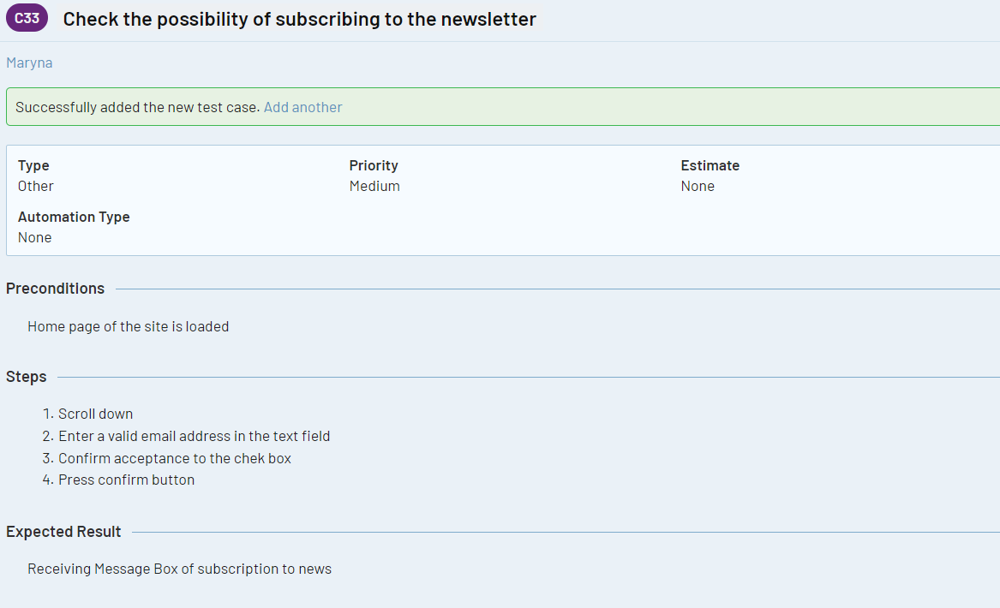 C33 Check the possibility of subscribing to the newsletter
Maryna
Successfully added the new test case. Add another
Type Priority Estimate
Other Medium None
Automation Type
None
Preconditions
Home page of the site is loaded
Steps
1. Scroll down
2. Enter a valid email address in the text field
3. Confirm acceptance to the chek box
4. Press confirm button
Expected Result
Receiving Message Box of subscription to news